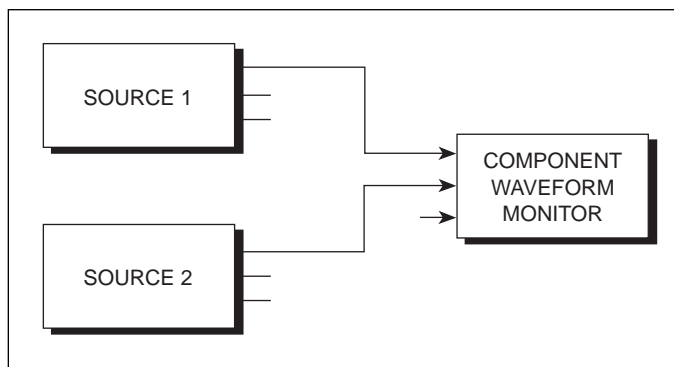 SOURCE 1
COMPONENT
WAVEFORM
MONITOR
SOURCE 2